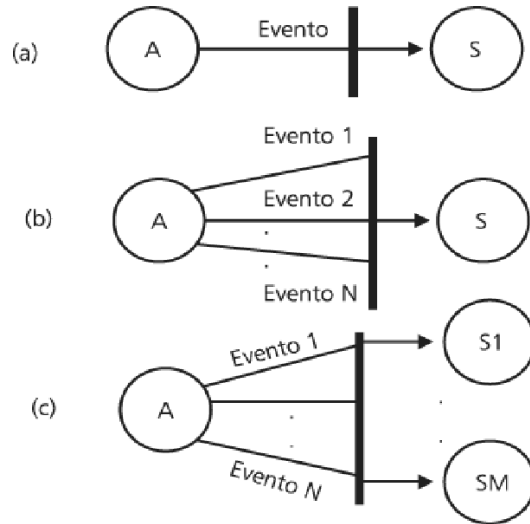 (a)
A
Evento
S
Evento 1
(b)
A
Evento 2
S
Evento N
(c)
A
Evento 1
S1
Evento N
SM